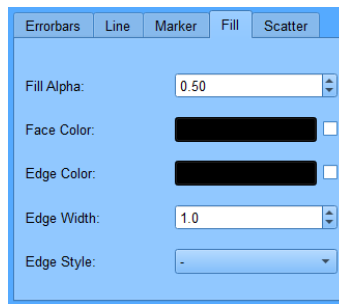 Errorbars Line Marker Fill Scatter
Fill Alpha: 0.50
Face Color:
Edge Color:
Edge Width: 1.0
Edge Style: -